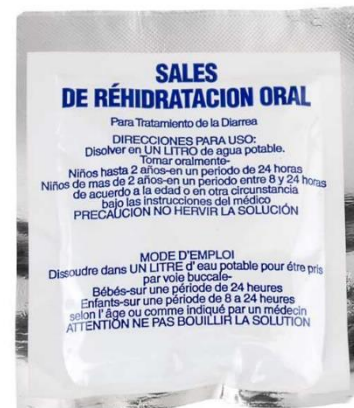 SALES
DE RÉHIDRATACION ORAL
Para Tratamiento de la Diarrea
DIRECCIONES PARA USO:
Disolver en UN LITRO de agua potable.
Tomar oralmente-
Niños hasta 2 años-en un periodo de 24 horas
Niños de mas de 2 años-en un periodo entre 8 y 24 horas
de acuerdo a la edad o en otra circunstancia
bajo las instrucciones del médico
PRECAUCION NO HERVIR LA SOLUCIÓN
MODE D'EMPLOI
Dissoudre dans UN LITRE d' eau potable pour étre pris
par voie buccale-
Bébés-sur une période de 24 heures
Enfants-sur une période de 8 a 24 heures
selon l' âge ou comme indiqué par un médecin
ATTENTION NE PAS BOUILLIR LA SOLUTION